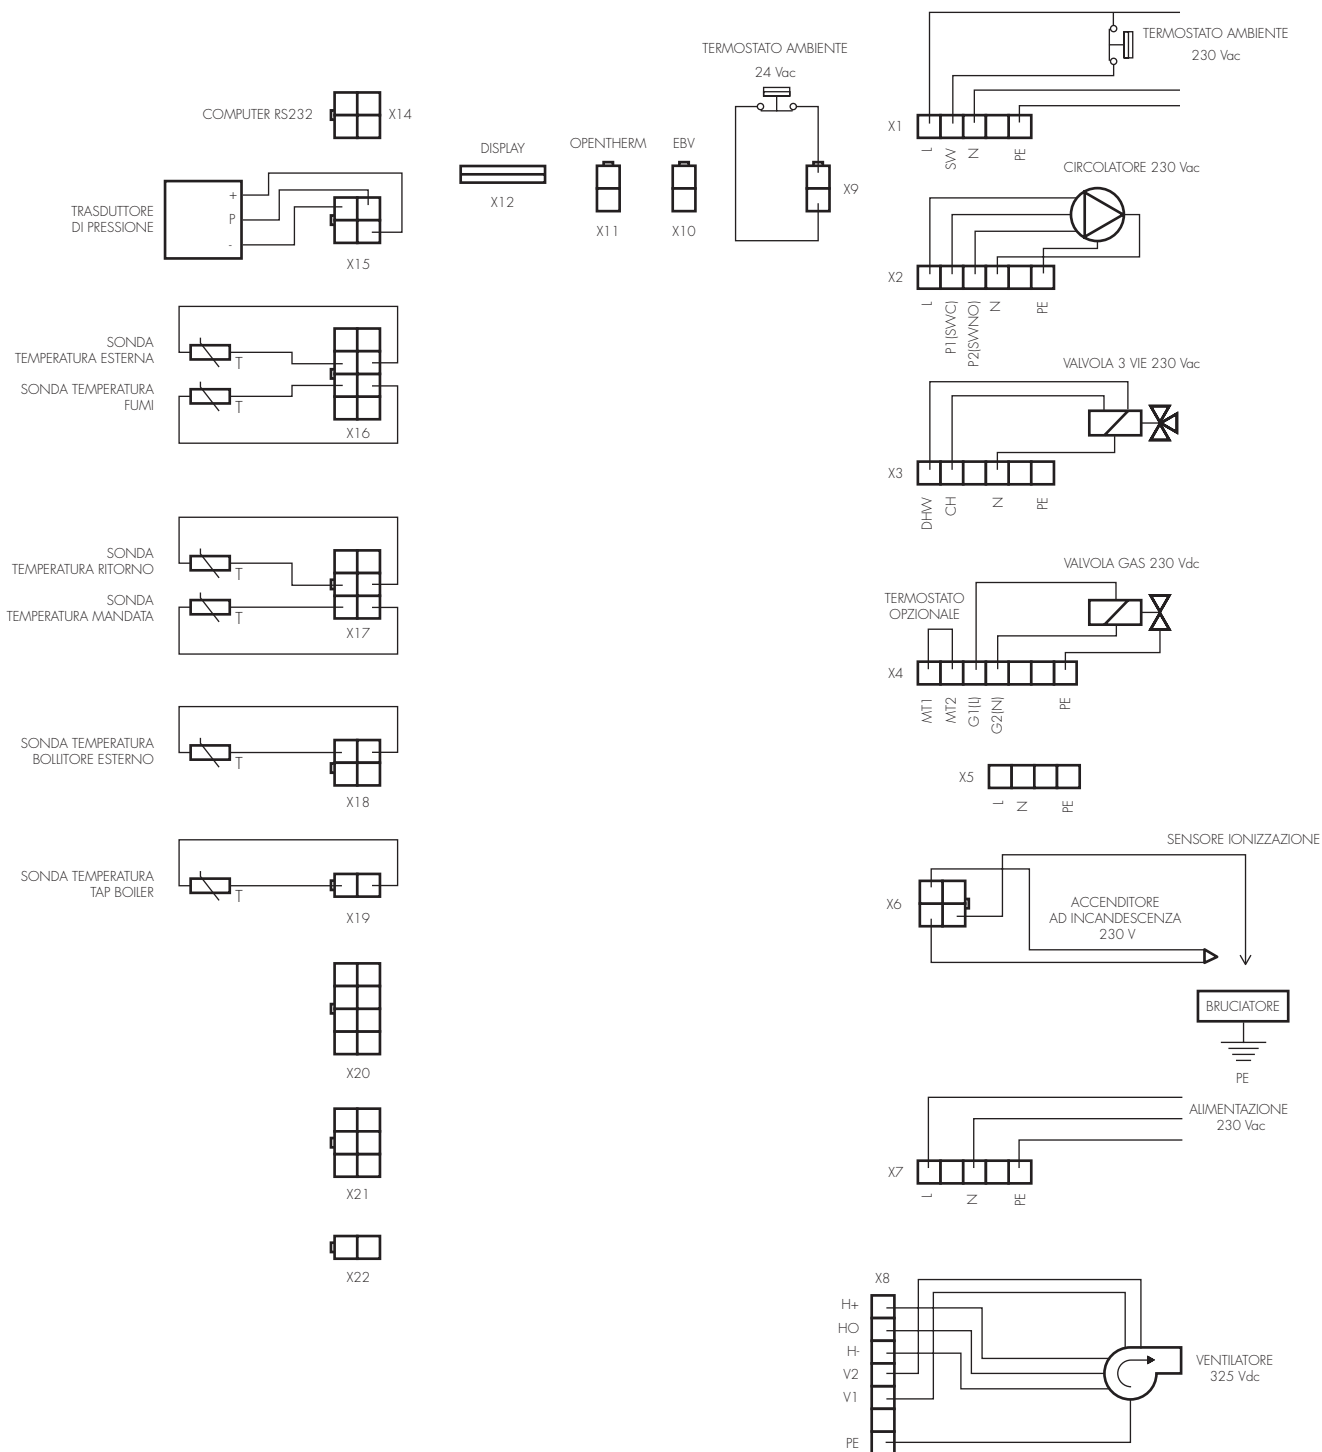 COMPUTER RS232
X14
TRASDUTTORE
DI PRESSIONE
+
P
-
X15
SONDA
TEMPERATURA ESTERNA
T
SONDA TEMPERATURA
FUMI
T
X16
SONDA
TEMPERATURA RITORNO
T
SONDA
TEMPERATURA MANDATA
T
X17
SONDA TEMPERATURA
BOLLITORE ESTERNO
T
X18
SONDA TEMPERATURA
TAP BOILER
T
X19
X20
X21
X22
DISPLAY
X12
OPENTHERM
X11
EBV
X10
TERMOSTATO AMBIENTE
24 Vac
X9
TERMOSTATO AMBIENTE
230 Vac
X1
L
SW
N
PE
CIRCOLATORE 230 Vac
X2
L
P1(SWC)
P2(SWNO)
N
PE
VALVOLA 3 VIE 230 Vac
X3
DHW
CH
N
PE
VALVOLA GAS 230 Vdc
TERMOSTATO
OPZIONALE
X4
MT1
MT2
G1(L)
G2(N)
PE
X5
L
N
PE
SENSORE IONIZZAZIONE
X6
ACCENDITORE
AD INCANDESCENZA
230 V
BRUCIATORE
PE
ALIMENTAZIONE
230 Vac
X7
L
N
PE
X8
H+
HO
H-
V2
V1
PE
VENTILATORE
325 Vdc